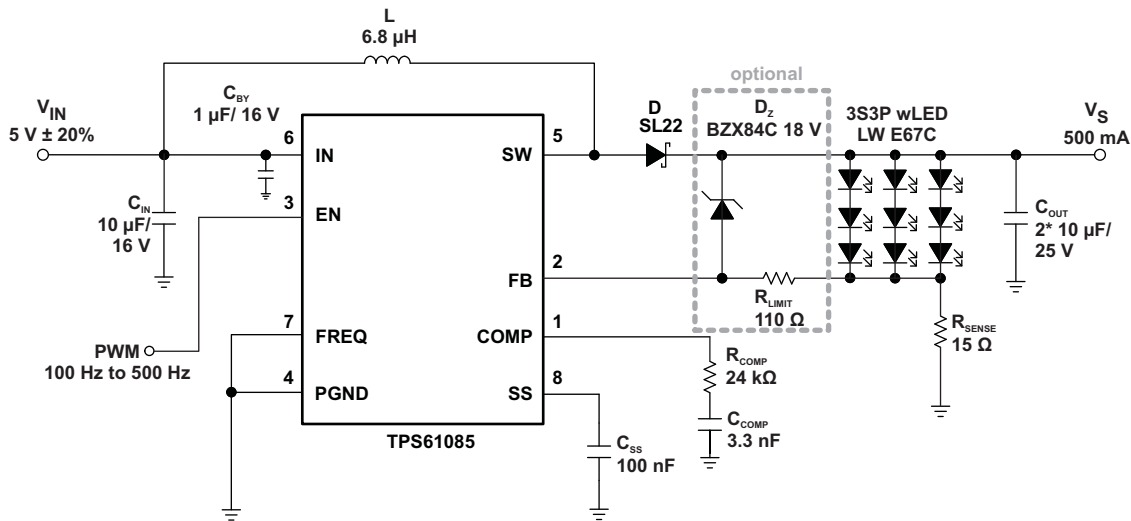 L
6.8 µH
optional
V_IN
5 V ± 20%
C_BY
1 µF/ 16 V
D
SL22
D_Z
BZX84C 18 V
3S3P wLED
LW E67C
V_S
500 mA
6
IN
5
SW
C_IN
10 µF/
16 V
3
EN
C_OUT
2* 10 µF/
25 V
2
FB
R_LIMIT
110 Ω
7
FREQ
1
COMP
R_SENSE
15 Ω
PWM
100 Hz to 500 Hz
R_COMP
24 kΩ
4
PGND
8
SS
C_COMP
3.3 nF
TPS61085
C_SS
100 nF